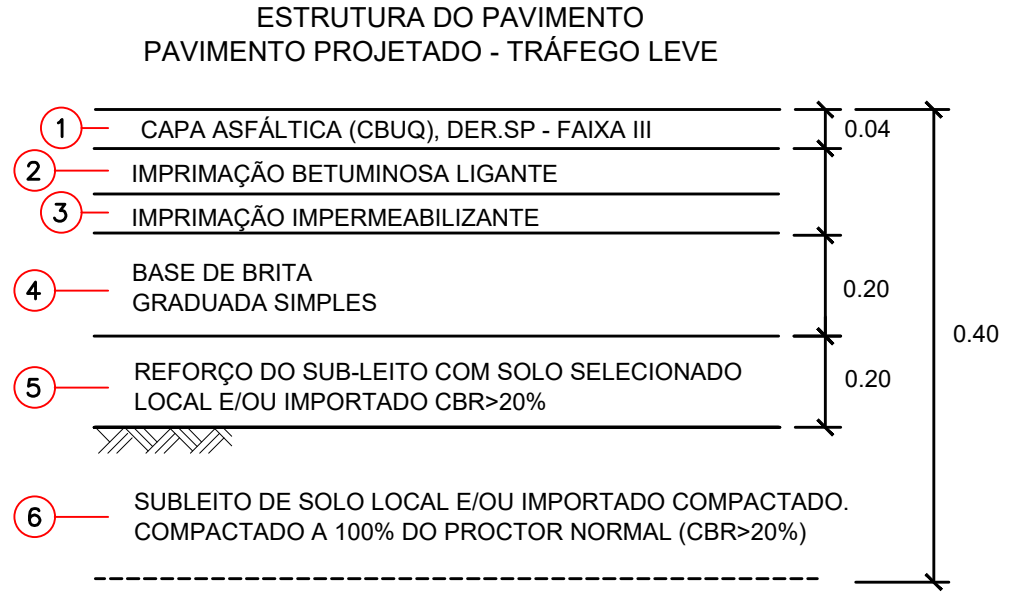 ESTRUTURA DO PAVIMENTO
PAVIMENTO PROJETADO - TRÁFEGO LEVE
1 CAPA ASFÁLTICA (CBUQ), DER.SP - FAIXA III 0.04
2 IMPRIMAÇÃO BETUMINOSA LIGANTE
3 IMPRIMAÇÃO IMPERMEABILIZANTE
4 BASE DE BRITA
GRADUADA SIMPLES 0.20
0.40
5 REFORÇO DO SUB-LEITO COM SOLO SELECIONADO
LOCAL E/OU IMPORTADO CBR>20% 0.20
6 SUBLEITO DE SOLO LOCAL E/OU IMPORTADO COMPACTADO.
COMPACTADO A 100% DO PROCTOR NORMAL (CBR>20%)